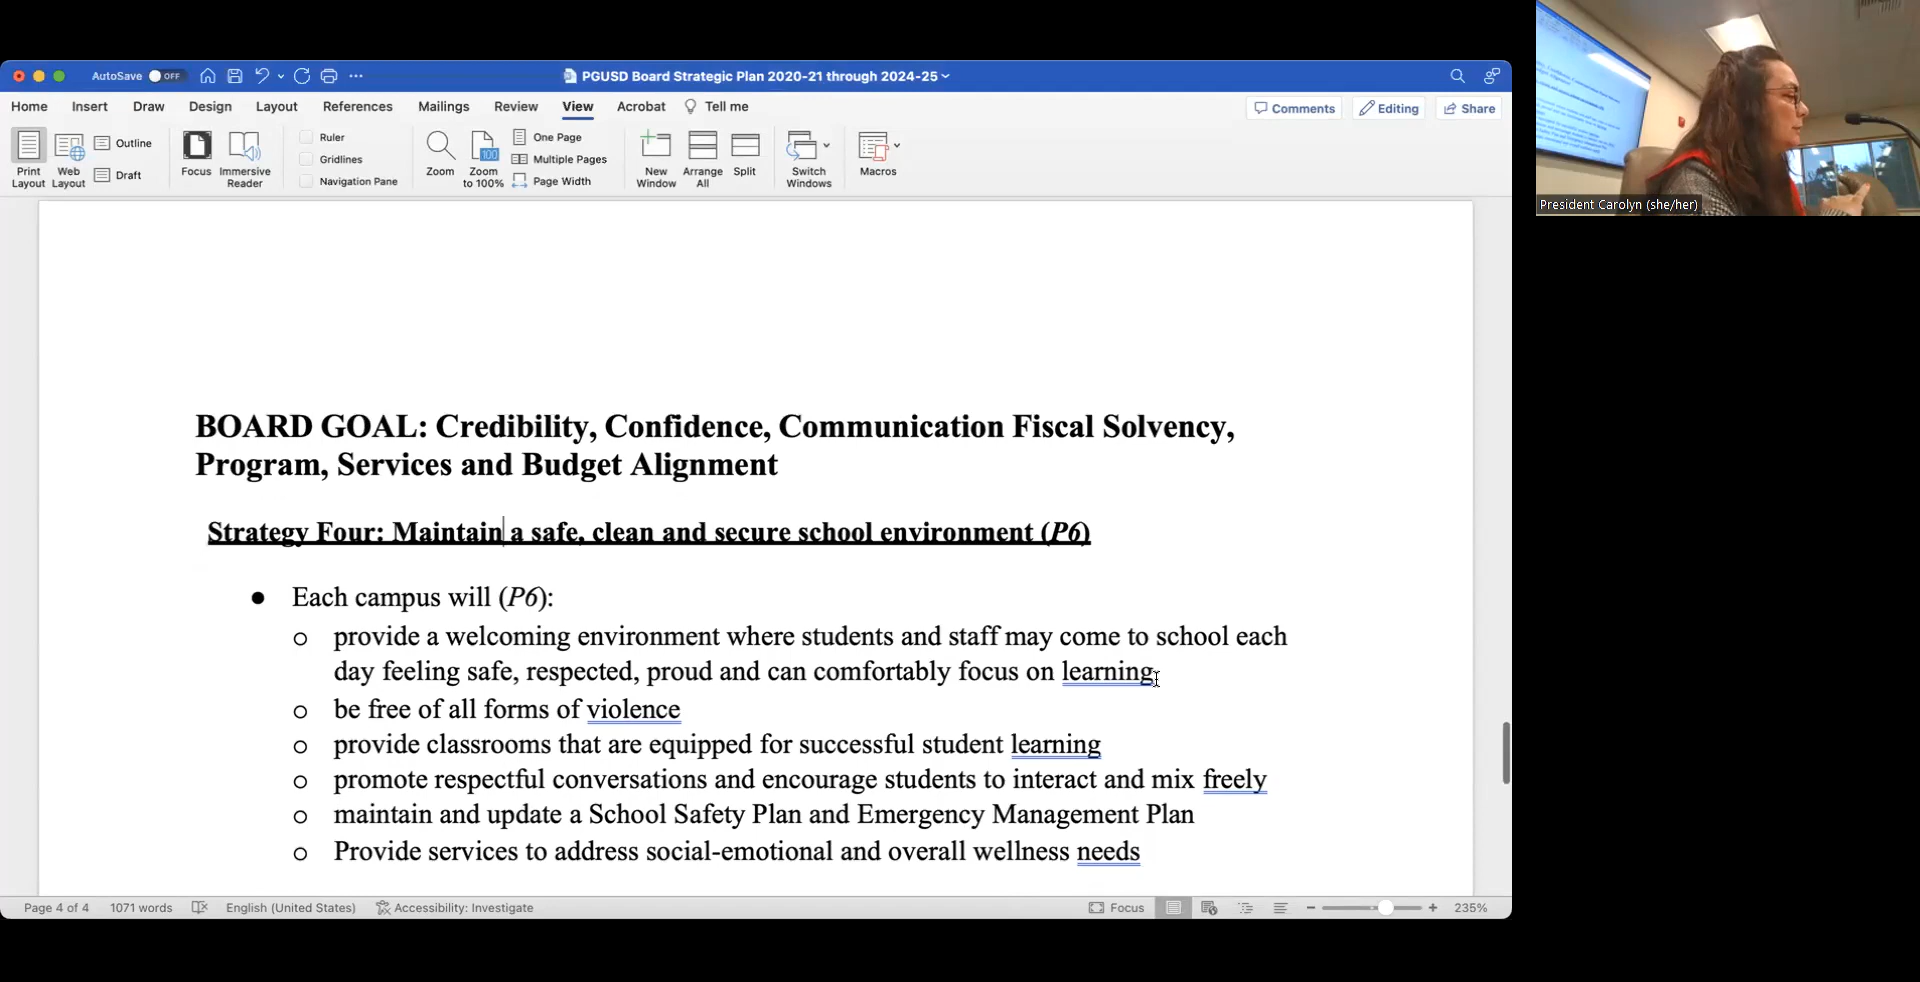 AutoSave OFF
PGUSD Board Strategic Plan 2020-21 through 2024-25
Home Insert Draw Design Layout References Mailings Review View Acrobat Tell me
Comments Editing Share
Print Layout
Web Layout
Outline
Draft
Focus
Immersive Reader
Ruler
Gridlines
Navigation Pane
Zoom
Zoom to 100%
100
One Page
Multiple Pages
Page Width
New Window
Arrange All
Split
Switch Windows
Macros
BOARD GOAL: Credibility, Confidence, Communication Fiscal Solvency,
Program, Services and Budget Alignment
Strategy Four: Maintain a safe, clean and secure school environment (P6)
● Each campus will (P6):
o provide a welcoming environment where students and staff may come to school each
day feeling safe, respected, proud and can comfortably focus on learning
o be free of all forms of violence
o provide classrooms that are equipped for successful student learning
o promote respectful conversations and encourage students to interact and mix freely
o maintain and update a School Safety Plan and Emergency Management Plan
o Provide services to address social-emotional and overall wellness needs
Page 4 of 4 1071 words English (United States) Accessibility: Investigate Focus 235%
President Carolyn (she/her)